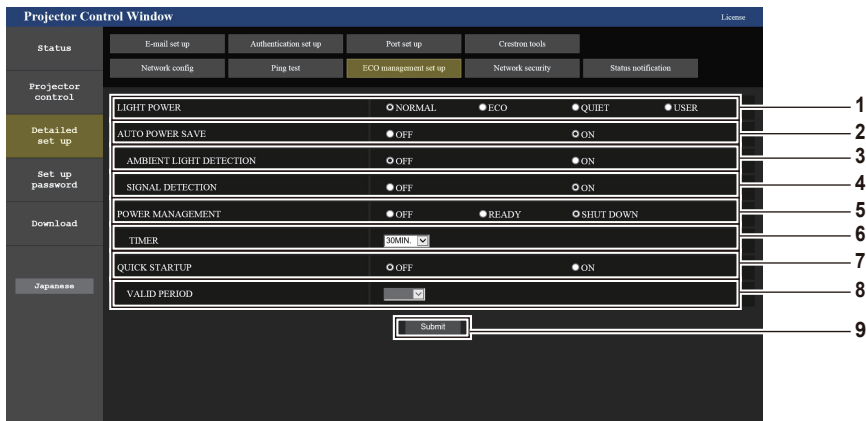 Projector Control Window License
Status
E-mail set up Authentication set up Port set up Crestron tools
Network config Ping test ECO management set up Network security Status notification
Projector
control
Detailed
set up
Set up
password
Download
Japanese
LIGHT POWER NORMAL ECO QUIET USER 1
AUTO POWER SAVE OFF ON 2
AMBIENT LIGHT DETECTION OFF ON 3
SIGNAL DETECTION OFF ON 4
POWER MANAGEMENT OFF READY SHUT DOWN 5
TIMER 30MIN. 6
QUICK STARTUP OFF ON 7
VALID PERIOD 8
Submit 9